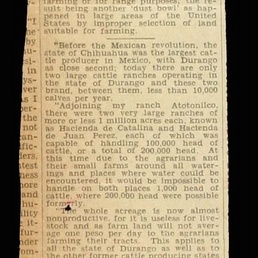 farming or for range purposes, the re-
sult being another 'dust bowl' as hap-
pened in large areas of the United
States by improper selection of land
suitable for farming.
"Before the Mexican revolution, the
state of Chihuahua was the largest cat-
tle producer in Mexico, with Durango
as close second; today there are only
two large cattle ranches operating in
the state of Durango and these two
brand, between them, less than 10,000
calves per year.
"Adjoining my ranch Atotonilco,
there were two very large ranches of
more or less 1 million acres each, known
as Hacienda de Catalina and Hacienda
de Juan Perez, each of which was
capable of handling 100,000 head of
cattle, or a total of 200,000 head. At
this time due to the agrarians and
their small farms around all water-
ings and places where water could be
encountered, it would be impossible to
handle on both places 1,000 head of
cattle, where 200,000 head were possible
formerly.
"The whole acreage is now almost
nonproductive, for it is useless for live-
stock and as farm land will not aver-
age one peso per day to the agrarians
farming their tracts. This applies to
all the state of Durango as well as to
the other former cattle producing states